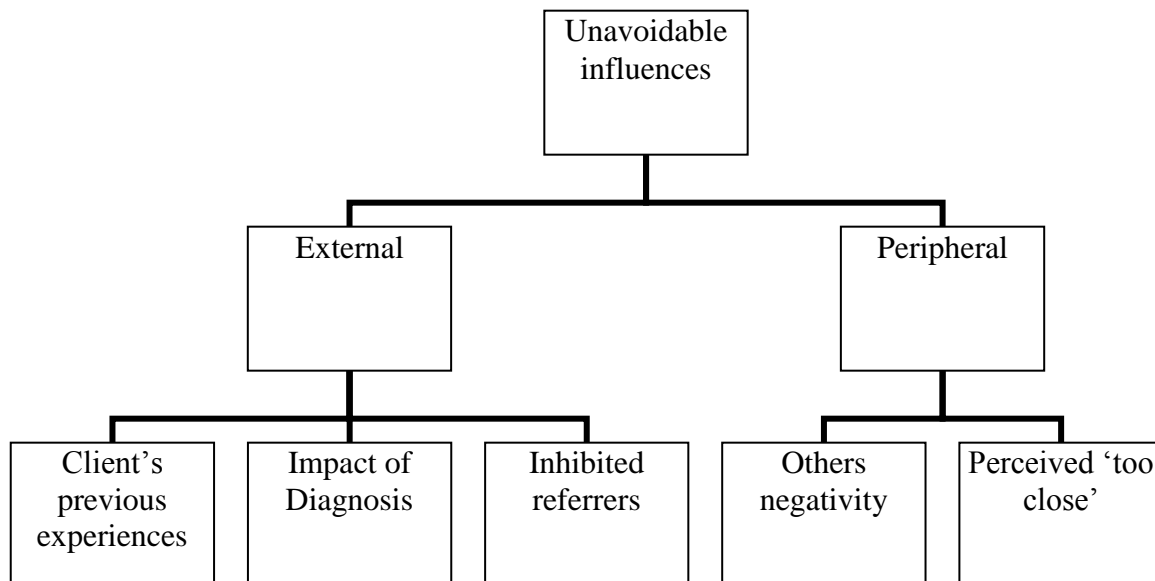 Unavoidable
influences
External
Peripheral
Client’s
previous
experiences
Impact of
Diagnosis
Inhibited
referrers
Others
negativity
Perceived ‘too
close’